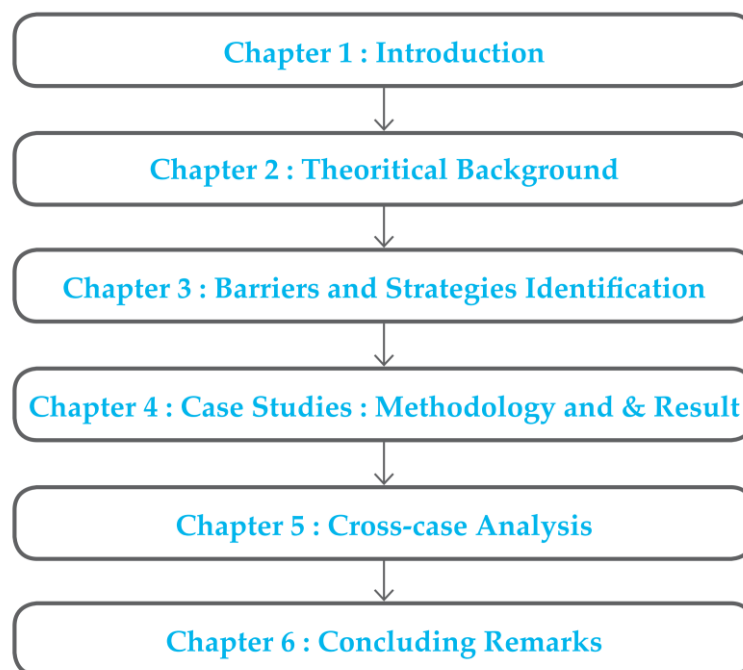 Chapter 1 : Introduction
Chapter 2 : Theoritical Background
Chapter 3 : Barriers and Strategies Identification
Chapter 4 : Case Studies : Methodology and & Result
Chapter 5 : Cross-case Analysis
Chapter 6 : Concluding Remarks